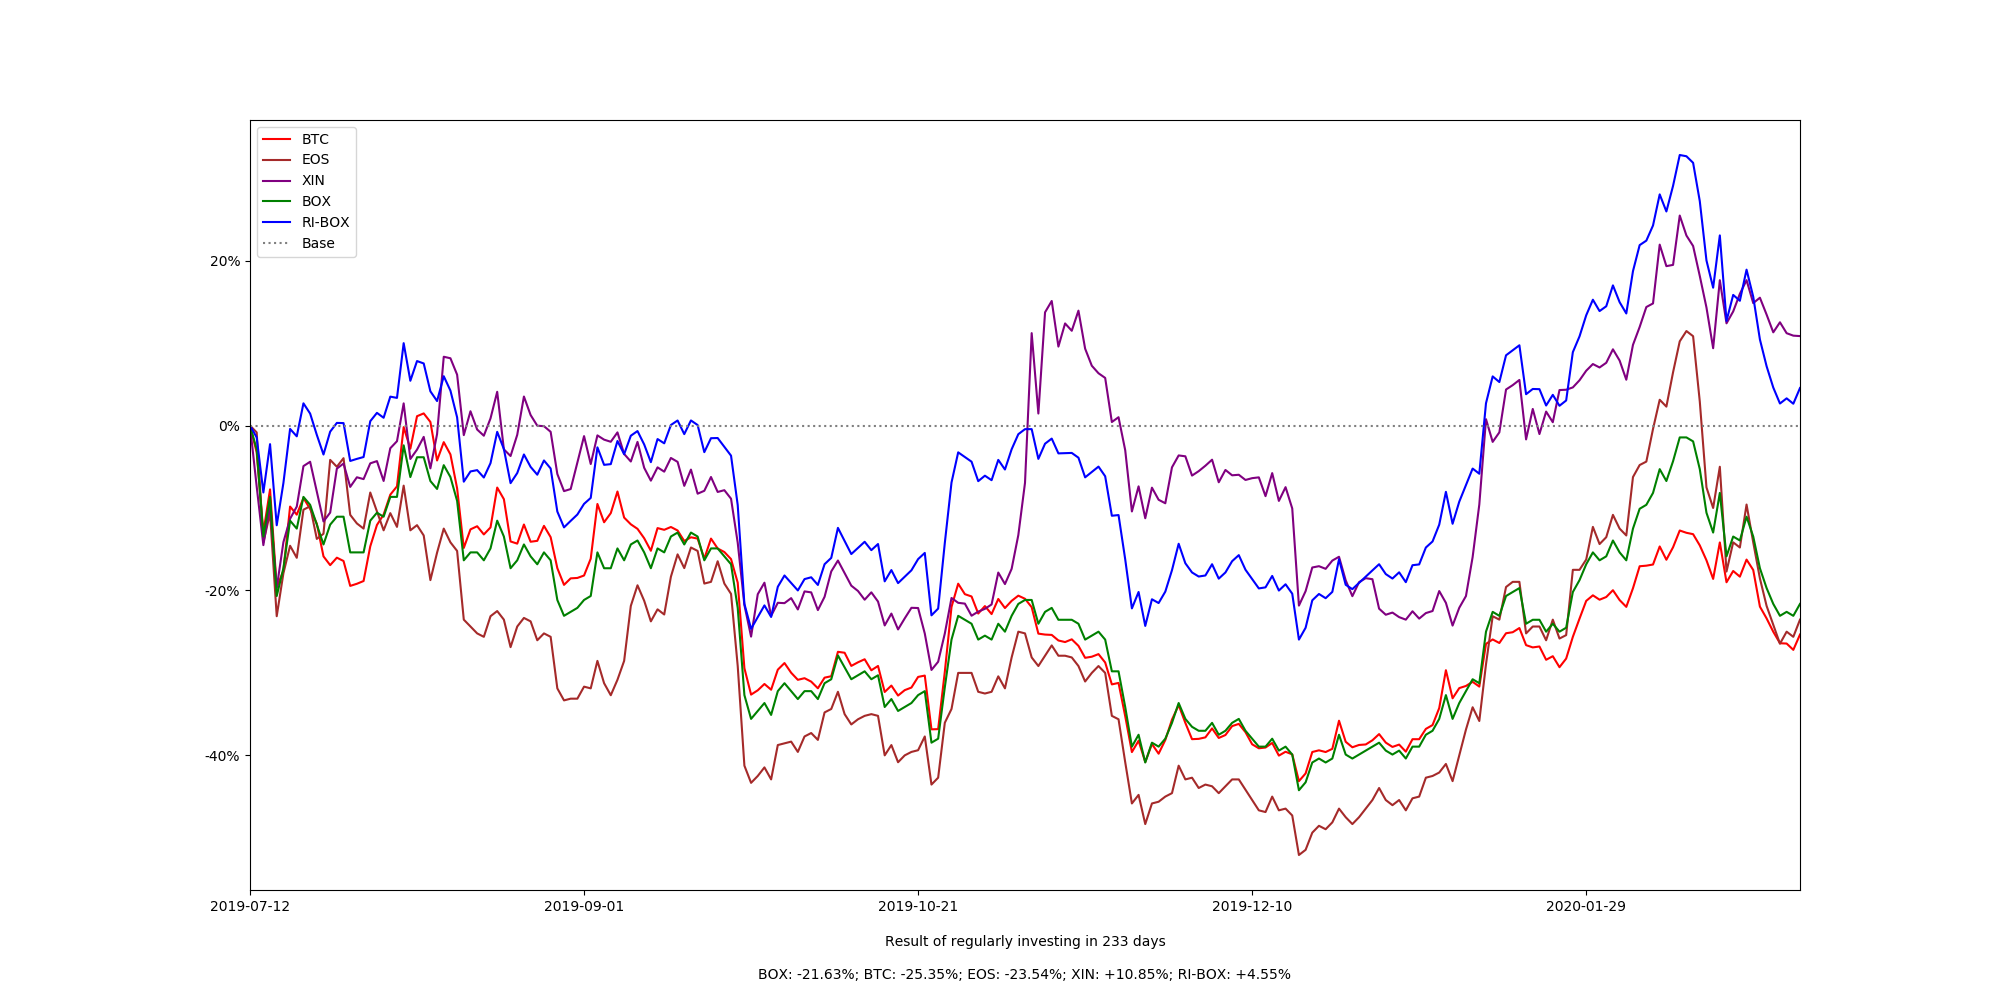 BTC
EOS
XIN
BOX
RI-BOX
Base
20%
0%
-20%
-40%
2019-07-12 2019-09-01 2019-10-21 2019-12-10 2020-01-29
Result of regularly investing in 233 days
BOX: -21.63%; BTC: -25.35%; EOS: -23.54%; XIN: +10.85%; RI-BOX: +4.55%